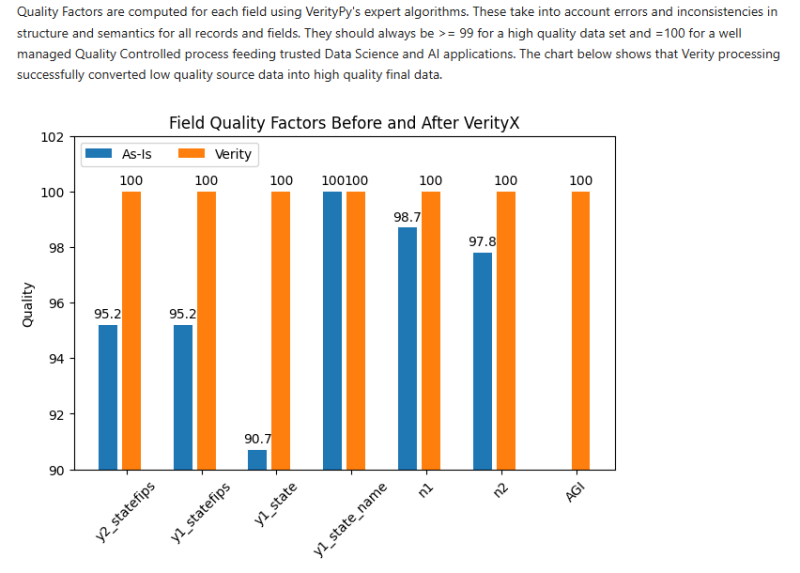 Quality Factors are computed for each field using VerityPy's expert algorithms. These take into account errors and inconsistencies in
structure and semantics for all records and fields. They should always be >= 99 for a high quality data set and =100 for a well
managed Quality Controlled process feeding trusted Data Science and AI applications. The chart below shows that Verity processing
successfully converted low quality source data into high quality final data.
Field Quality Factors Before and After VerityX
As-Is Verity
102
100
98
96
94
92
90
Quality
95.2 100
95.2 100
90.7 100
100 100
98.7 100
97.8 100
100
y2_statefips
y1_statefips
y1_state
y1_state_name
n1
n2
AGI